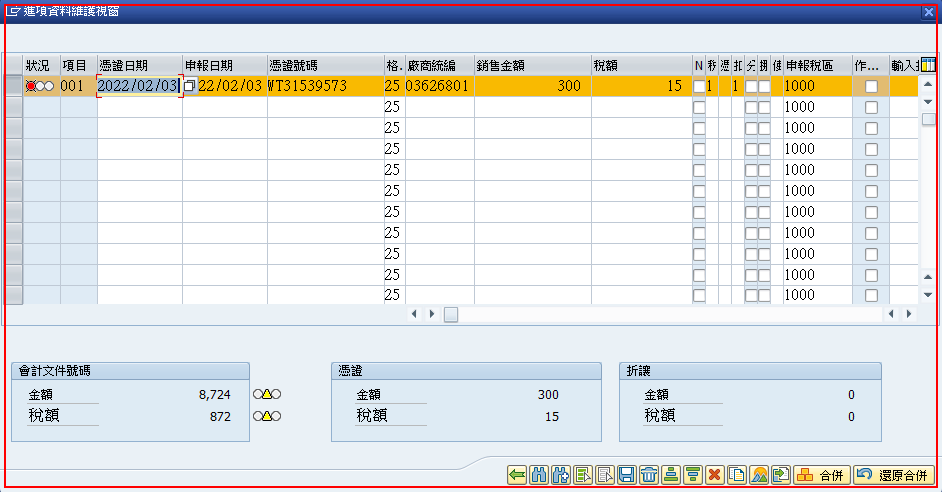 進項資料維護視窗
狀況 項目 憑證日期 申報日期 憑證號碼 格. 廠商統編 銷售金額 稅額 N 稅 憑 扣 分 申報稅區 作... 輸入
001 2022/02/03 22/02/03 WT31539573 25 03626801 300 15 1 1 1000
25 1000
25 1000
25 1000
25 1000
25 1000
25 1000
25 1000
25 1000
25 1000
25 1000
會計文件號碼 憑證 折讓
金額 8,724 金額 300 金額 0
稅額 872 稅額 15 稅額 0
合併 還原合併